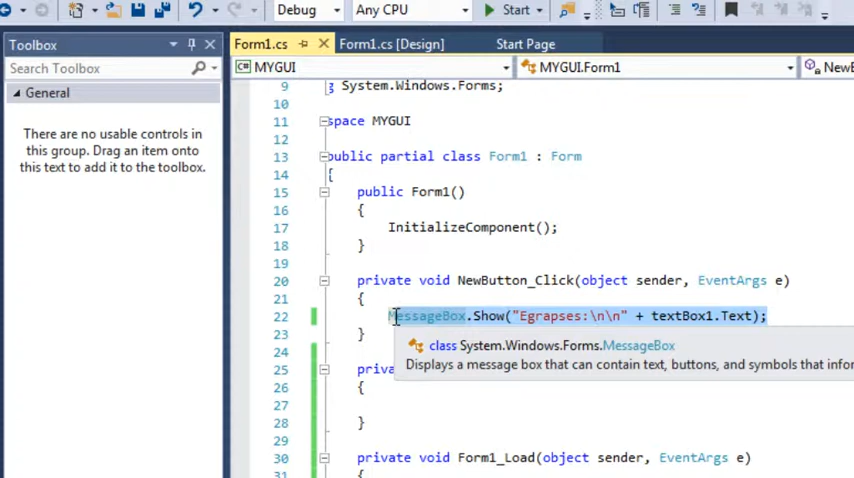 Debug Any CPU Start
Toolbox
Form1.cs Form1.cs [Design] Start Page
Search Toolbox
C# MYGUI MYGUI.Form1
General
There are no usable controls in
this group. Drag an item onto
this text to add it to the toolbox.
9 System.Windows.Forms;
10
11 space MYGUI
12
13 public partial class Form1 : Form
14 {
15 public Form1()
16 {
17 InitializeComponent();
18 }
19
20 private void NewButton_Click(object sender, EventArgs e)
21 {
22 MessageBox.Show("Egrapses:\n\n" + textBox1.Text);
23 }
class System.Windows.Forms.MessageBox
Displays a message box that can contain text, buttons, and symbols that
24
25
26 {
27
28 }
29
30 private void Form1_Load(object sender, EventArgs e)
31 {